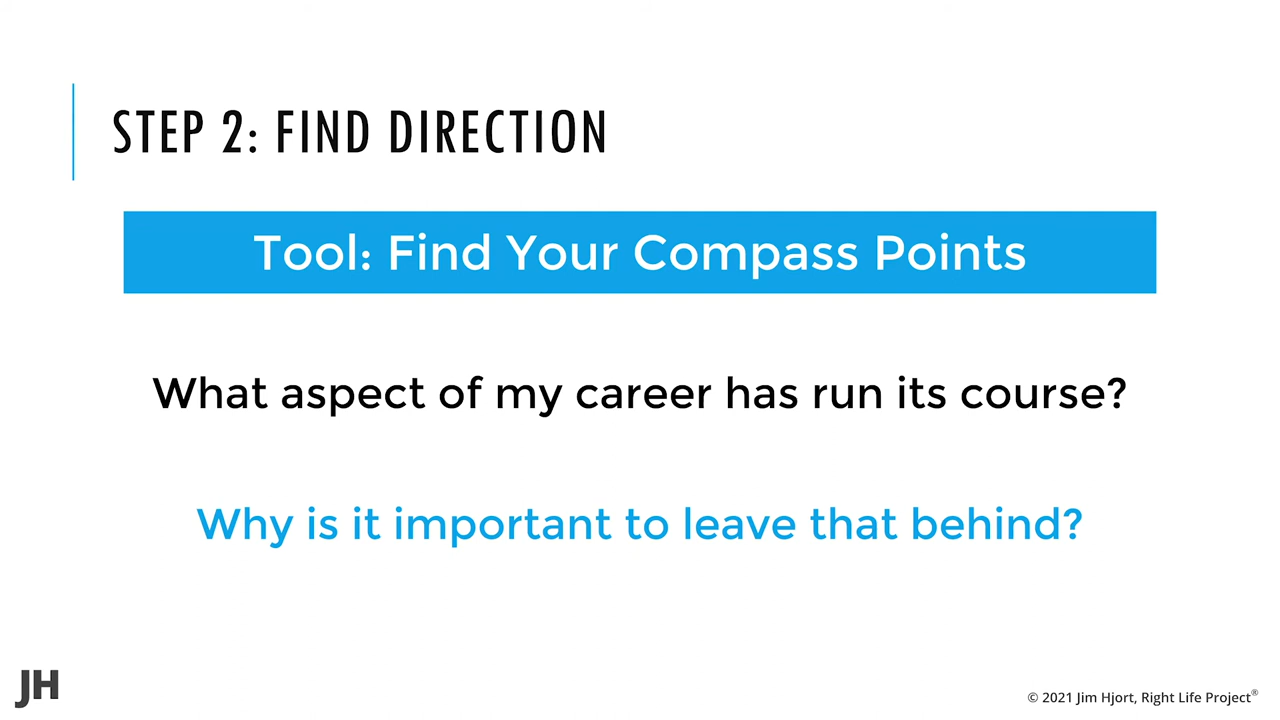 STEP 2: FIND DIRECTION
Tool: Find Your Compass Points
What aspect of my career has run its course?
Why is it important to leave that behind?
JH
© 2021 Jim Hjort, Right Life Project®